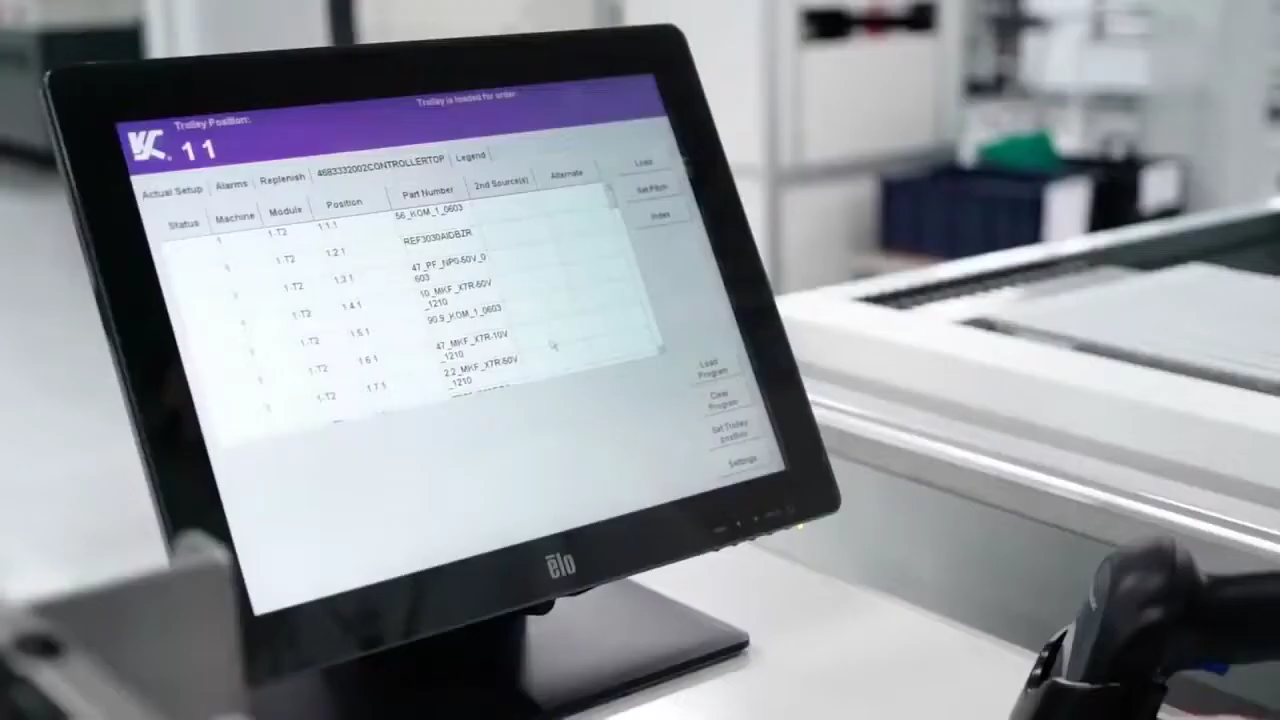 Trolley is loaded for order
Trolley Position:
11
Actual Setup Alarms Replenish 4683332002CONTROLLERTOP Legend
Status Machine Module Position Part Number 2nd Source(s) Alternate
1 1-T2 1.1.1 56_KOM_1_0603
1 1-T2 1.2.1 REF3030AIDBZR
1 1-T2 1.3.1 47_PF_NP0-50V_0
603
1 1-T2 1.4.1 10_MKF_X7R-50V
_1210
1 1-T2 1.5.1 90.9_KOM_1_0603
1 1-T2 1.6.1 47_MKF_X7R-10V
_1210
1 1-T2 1.7.1 2.2_MKF_X7R-50V
_1210
Load
Set Pitch
Index
Load
Program
Clear
Program
Set Trolley
Settings
elo